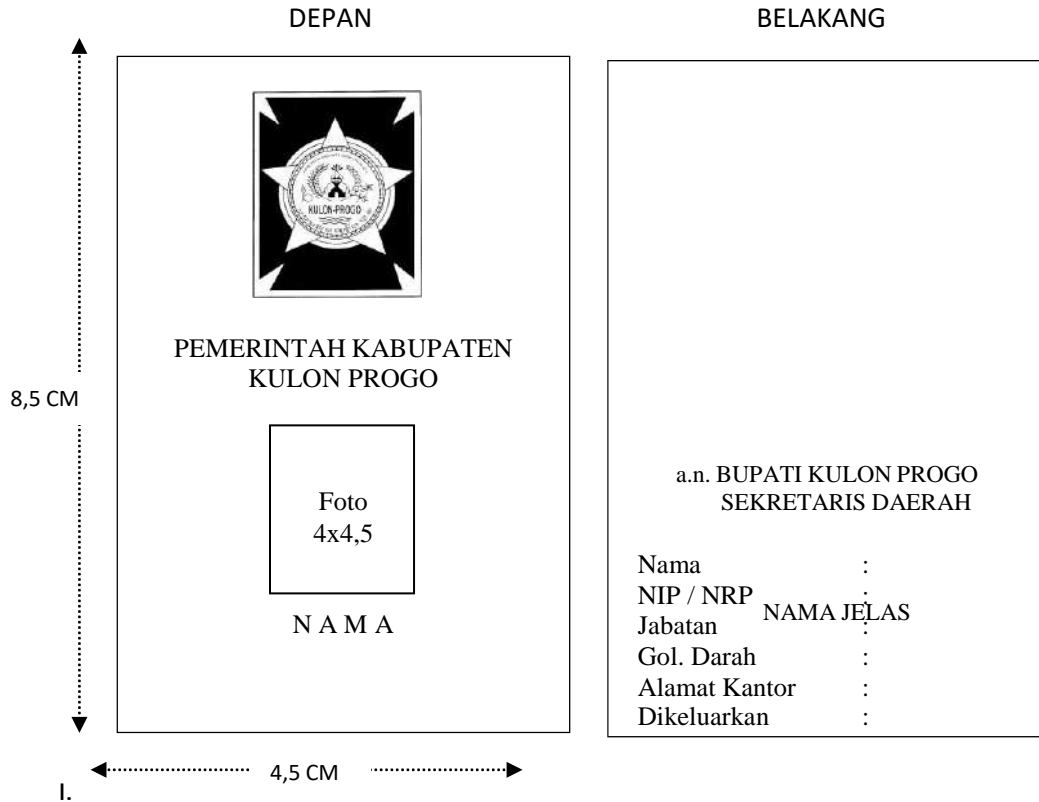 DEPAN
BELAKANG
KULON-PROGO
PEMERINTAH KABUPATEN
KULON PROGO
8,5 CM
Foto
4x4,5
N A M A
a.n. BUPATI KULON PROGO
SEKRETARIS DAERAH
Nama :
NIP / NRP :
NAMA JELAS
Jabatan :
Gol. Darah :
Alamat Kantor :
Dikeluarkan :
4,5 CM
I.